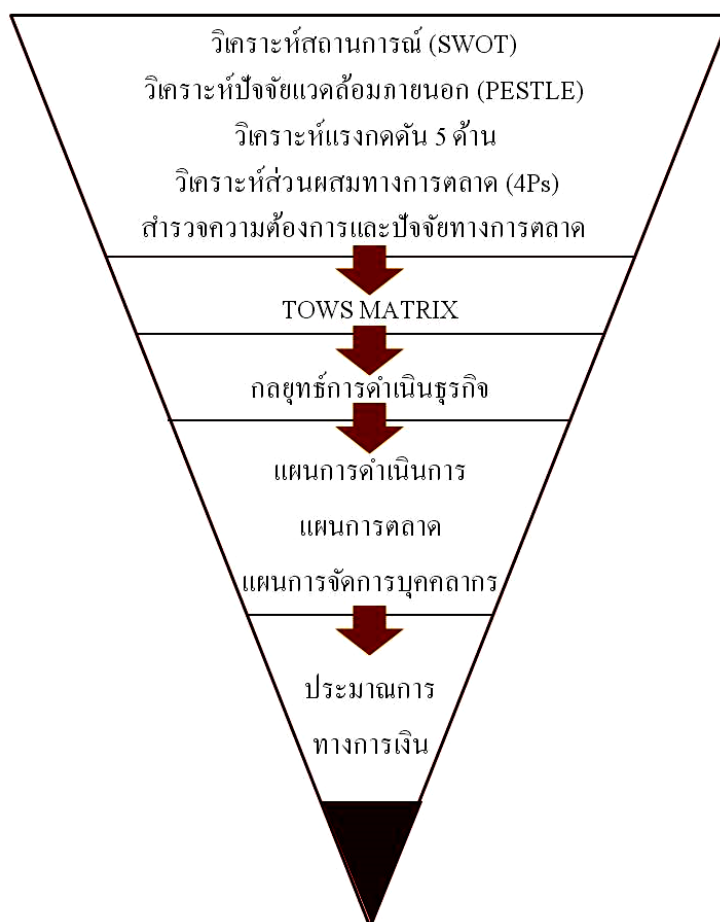 วิเคราะห์สถานการณ์ (SWOT)
วิเคราะห์ปัจจัยแวดล้อมภายนอก (PESTLE)
วิเคราะห์แรงกดดัน 5 ด้าน
วิเคราะห์ส่วนผสมทางการตลาด (4Ps)
สำรวจความต้องการและปัจจัยทางการตลาด
TOWS MATRIX
กลยุทธ์การดำเนินธุรกิจ
แผนการดำเนินการ
แผนการตลาด
แผนการจัดการบุคคลากร
ประมาณการ
ทางการเงิน